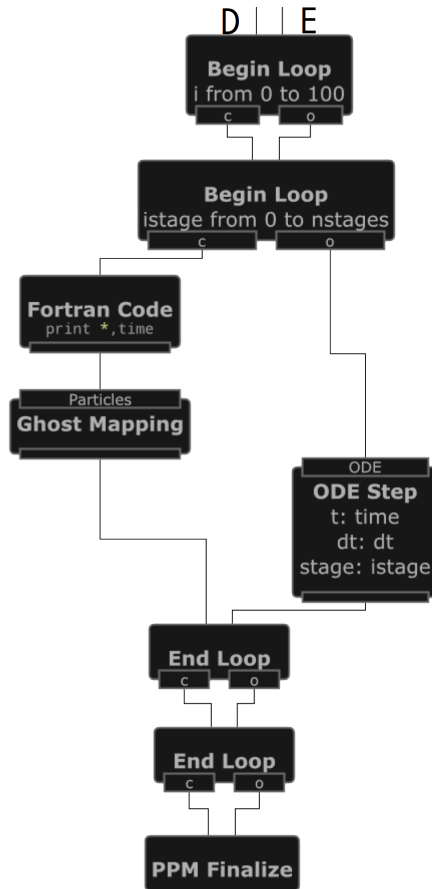 D E
Begin Loop
i from 0 to 100
c o
Begin Loop
istage from 0 to nstages
c o
Fortran Code
print *,time
Particles
Ghost Mapping
ODE
ODE Step
t: time
dt: dt
stage: istage
End Loop
c o
End Loop
c o
PPM Finalize